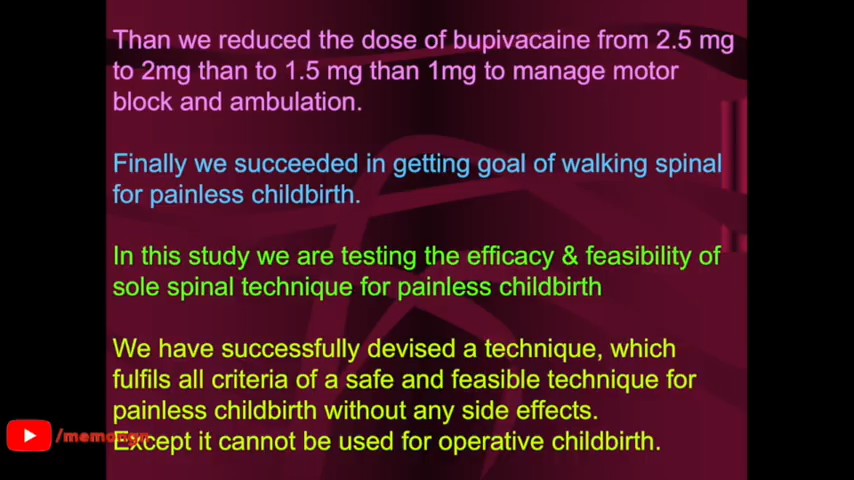 Than we reduced the dose of bupivacaine from 2.5 mg
to 2mg than to 1.5 mg than 1mg to manage motor
block and ambulation.
Finally we succeeded in getting goal of walking spinal
for painless childbirth.
In this study we are testing the efficacy & feasibility of
sole spinal technique for painless childbirth
We have successfully devised a technique, which
fulfils all criteria of a safe and feasible technique for
painless childbirth without any side effects.
Except it cannot be used for operative childbirth.